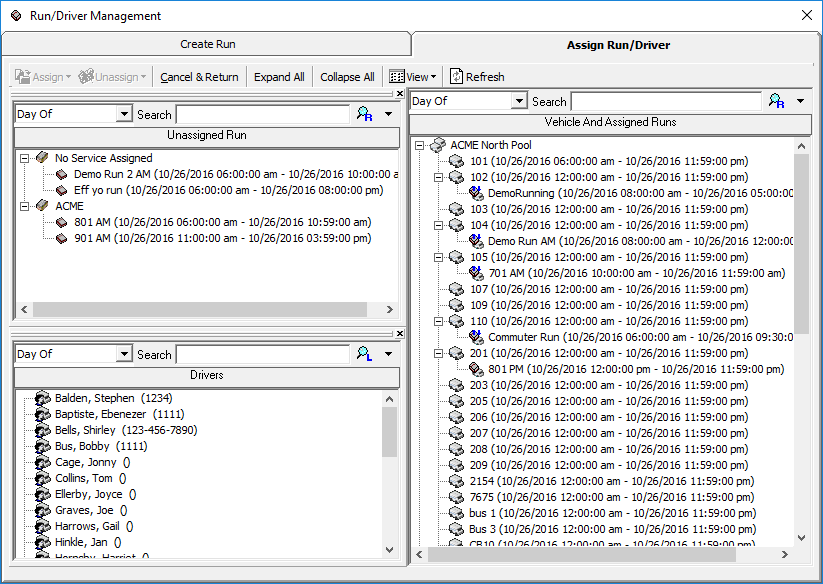 Run/Driver Management
Create Run
Assign Run/Driver
Assign Unassign Cancel & Return Expand All Collapse All View Refresh
Day Of Search
Unassigned Run
No Service Assigned
Demo Run 2 AM (10/26/2016 06:00:00 am - 10/26/2016 10:00:00 a
Eff yo run (10/26/2016 06:00:00 am - 10/26/2016 08:00:00 pm)
ACME
801 AM (10/26/2016 06:00:00 am - 10/26/2016 10:59:00 am)
901 AM (10/26/2016 11:00:00 am - 10/26/2016 03:59:00 pm)
Day Of Search
Drivers
Balden, Stephen (1234)
Baptiste, Ebenezer (1111)
Bells, Shirley (123-456-7890)
Bus, Bobby (1111)
Cage, Jonny ()
Collins, Tom ()
Ellerby, Joyce ()
Graves, Joe ()
Harrows, Gail ()
Hinkle, Jan ()
Hornsby, Harriet ()
Day Of Search
Vehicle And Assigned Runs
ACME North Pool
101 (10/26/2016 06:00:00 am - 10/26/2016 11:59:00 pm)
102 (10/26/2016 12:00:00 am - 10/26/2016 11:59:00 pm)
DemoRunning (10/26/2016 08:00:00 am - 10/26/2016 05:00:00
103 (10/26/2016 12:00:00 am - 10/26/2016 11:59:00 pm)
104 (10/26/2016 12:00:00 am - 10/26/2016 11:59:00 pm)
Demo Run AM (10/26/2016 08:00:00 am - 10/26/2016 12:00:0
105 (10/26/2016 12:00:00 am - 10/26/2016 11:59:00 pm)
701 AM (10/26/2016 10:00:00 am - 10/26/2016 11:59:00 am)
107 (10/26/2016 12:00:00 am - 10/26/2016 11:59:00 pm)
109 (10/26/2016 12:00:00 am - 10/26/2016 11:59:00 pm)
110 (10/26/2016 12:00:00 am - 10/26/2016 11:59:00 pm)
Commuter Run (10/26/2016 06:00:00 am - 10/26/2016 09:30:0
201 (10/26/2016 12:00:00 am - 10/26/2016 11:59:00 pm)
801 PM (10/26/2016 12:00:00 pm - 10/26/2016 11:59:00 pm)
203 (10/26/2016 12:00:00 am - 10/26/2016 11:59:00 pm)
205 (10/26/2016 12:00:00 am - 10/26/2016 11:59:00 pm)
206 (10/26/2016 12:00:00 am - 10/26/2016 11:59:00 pm)
207 (10/26/2016 12:00:00 am - 10/26/2016 11:59:00 pm)
208 (10/26/2016 12:00:00 am - 10/26/2016 11:59:00 pm)
209 (10/26/2016 12:00:00 am - 10/26/2016 11:59:00 pm)
2154 (10/26/2016 12:00:00 am - 10/26/2016 11:59:00 pm)
7675 (10/26/2016 12:00:00 am - 10/26/2016 11:59:00 pm)
bus 1 (10/26/2016 12:00:00 am - 10/26/2016 11:59:00 pm)
Bus 3 (10/26/2016 12:00:00 am - 10/26/2016 11:59:00 pm)
CB10 (10/26/2016 12:00:00 am - 10/26/2016 11:59:00 pm)